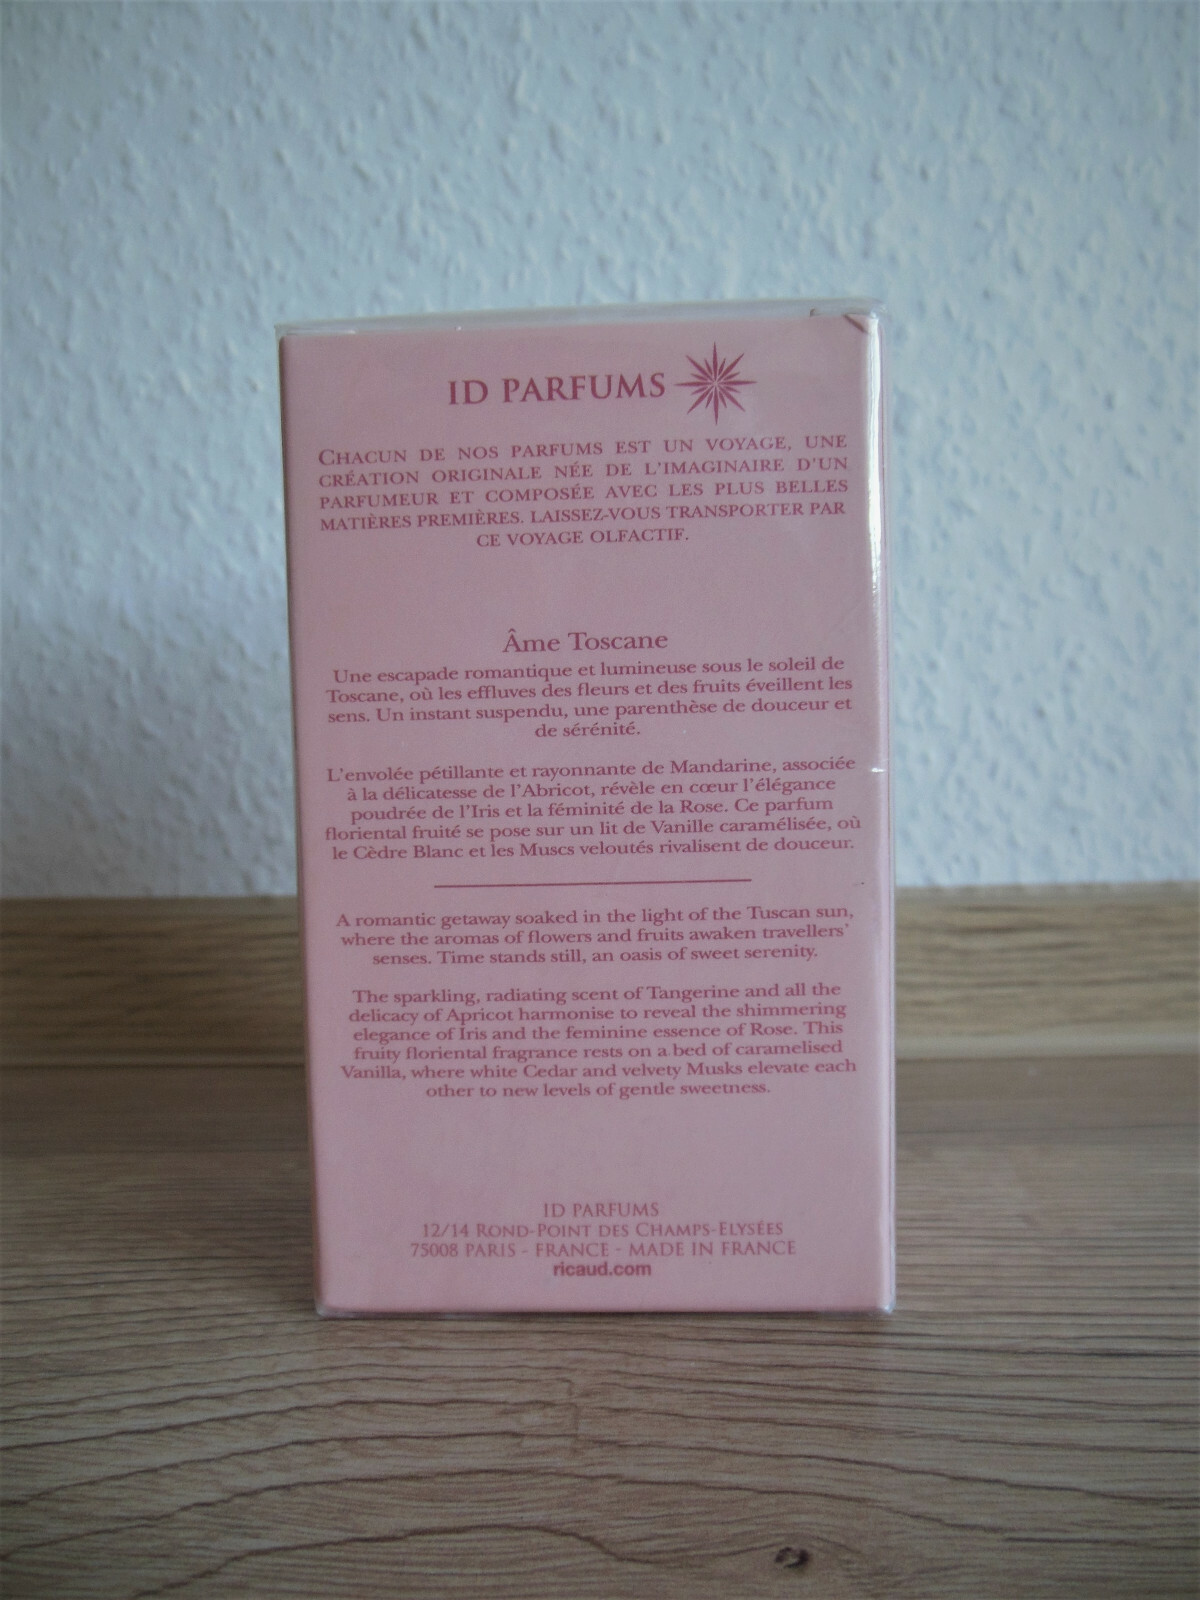 ID PARFUMS
CHACUN DE NOS PARFUMS EST UN VOYAGE, UNE
CRÉATION ORIGINALE NÉE DE L'IMAGINAIRE D'UN
PARFUMEUR ET COMPOSÉE AVEC LES PLUS BELLES
MATIÈRES PREMIÈRES. LAISSEZ-VOUS TRANSPORTER PAR
CE VOYAGE OLFACTIF.
Âme Toscane
Une escapade romantique et lumineuse sous le soleil de
Toscane, où les effluves des fleurs et des fruits éveillent les
sens. Un instant suspendu, une parenthèse de douceur et
de sérénité.
L'envolée pétillante et rayonnante de Mandarine, associée
à la délicatesse de l'Abricot, révèle en cœur l'élégance
poudrée de l'Iris et la féminité de la Rose. Ce parfum
floriental fruité se pose sur un lit de Vanille caramélisée, où
le Cèdre Blanc et les Muscs veloutés rivalisent de douceur.
A romantic getaway soaked in the light of the Tuscan sun,
where the aromas of flowers and fruits awaken travellers'
senses. Time stands still, an oasis of sweet serenity.
The sparkling, radiating scent of Tangerine and all the
delicacy of Apricot harmonise to reveal the shimmering
elegance of Iris and the feminine essence of Rose. This
fruity floriental fragrance rests on a bed of caramelised
Vanilla, where white Cedar and velvety Musks elevate each
other to new levels of gentle sweetness.
ID PARFUMS
12/14 ROND-POINT DES CHAMPS-ELYSÉES
75008 PARIS - FRANCE - MADE IN FRANCE
ricaud.com